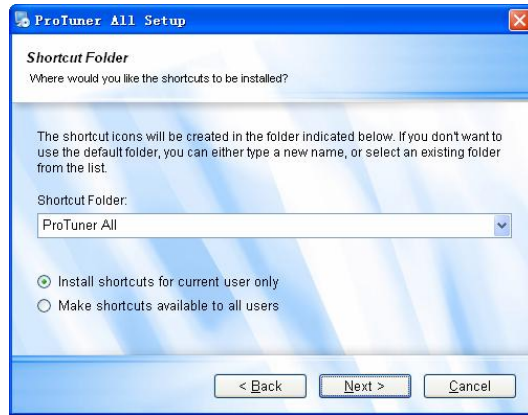 ProTuner All Setup
Shortcut Folder
Where would you like the shortcuts to be installed?
The shortcut icons will be created in the folder indicated below. If you don't want to
use the default folder, you can either type a new name, or select an existing folder
from the list.
Shortcut Folder:
ProTuner All
Install shortcuts for current user only
Make shortcuts available to all users
< Back
Next >
Cancel